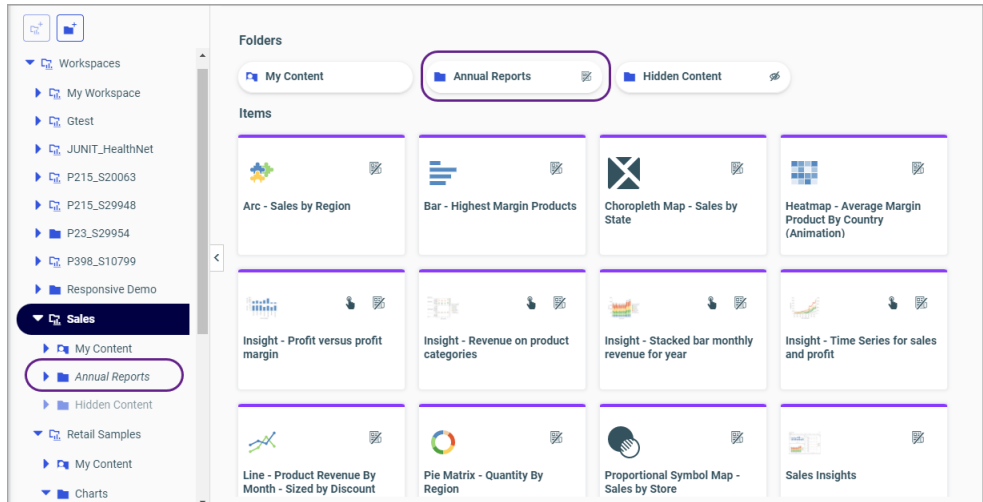 Workspaces
My Workspace
Gtest
JUNIT_HealthNet
P215_S20063
P215_S29948
P23_S29954
P398_S10799
Responsive Demo
Sales
My Content
Annual Reports
Hidden Content
Retail Samples
My Content
Charts
Folders
My Content
Annual Reports
Hidden Content
Items
Arc - Sales by Region
Bar - Highest Margin Products
Choropleth Map - Sales by
State
Heatmap - Average Margin
Product By Country
(Animation)
Insight - Profit versus profit
margin
Insight - Revenue on product
categories
Insight - Stacked bar monthly
revenue for year
Insight - Time Series for sales
and profit
Line - Product Revenue By
Month - Sized by Discount
Pie Matrix - Quantity By
Region
Proportional Symbol Map -
Sales by Store
Sales Insights